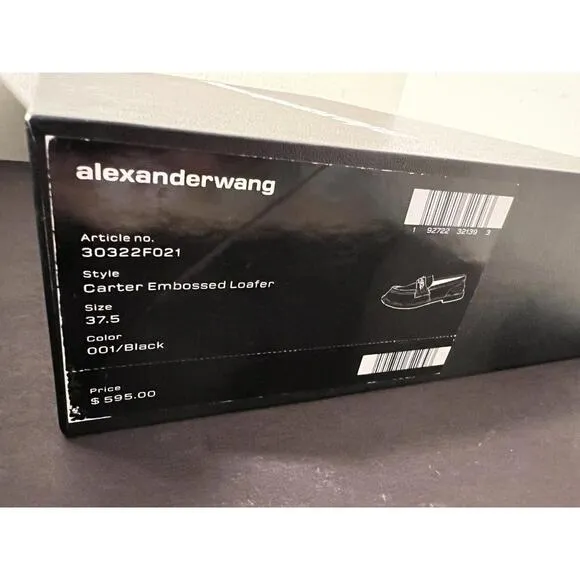 alexanderwang
Article no.
30322F021
Style
Carter Embossed Loafer
Size
37.5
Color
001/Black
Price
$ 595.00
1 92722 32139 3